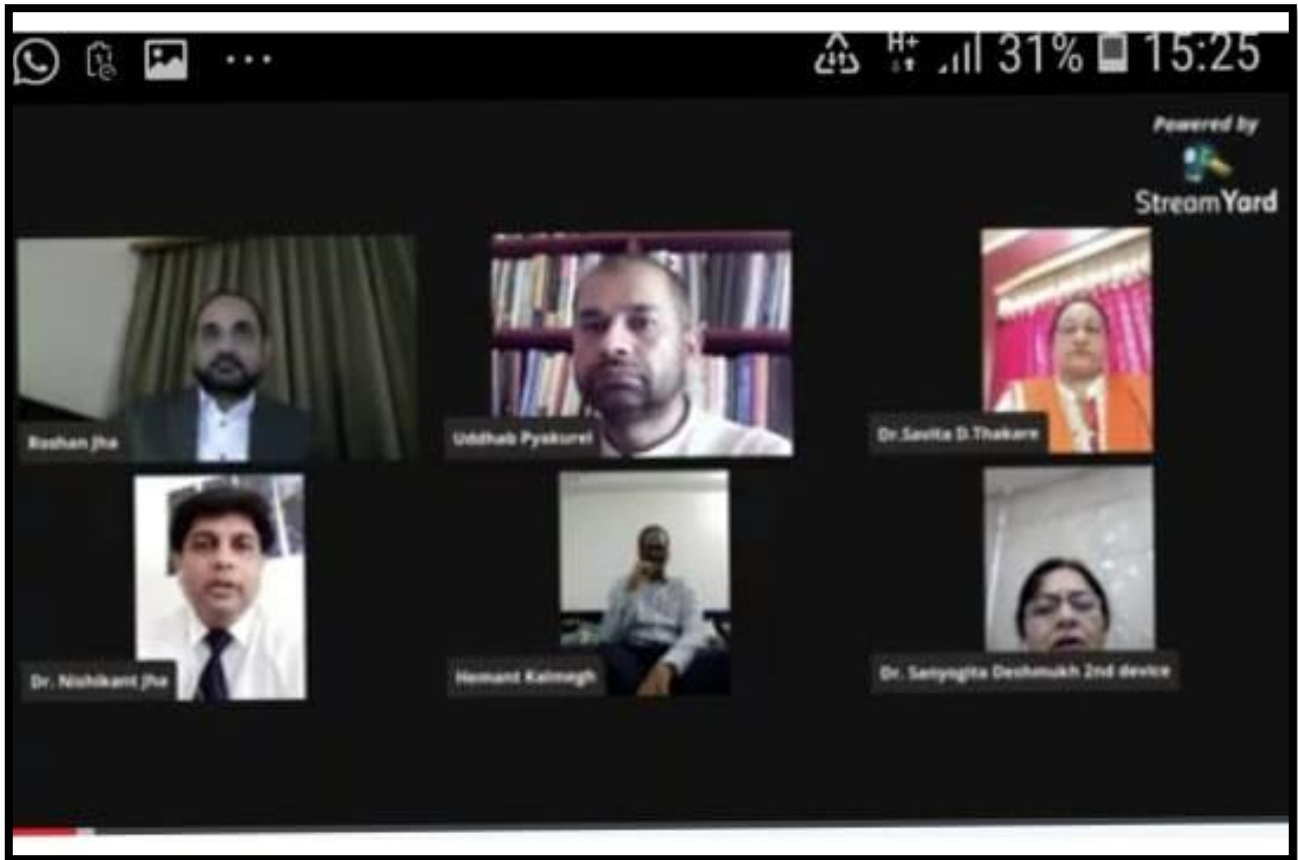 H+ 31% 15:25
Powered by
StreamYard
Roshan Jha
Uddhab Pyakurel
Dr.Savita D.Thakare
Dr. Nishikant Jha
Hemant Kalmegh
Dr. Sanyogita Deshmukh 2nd device